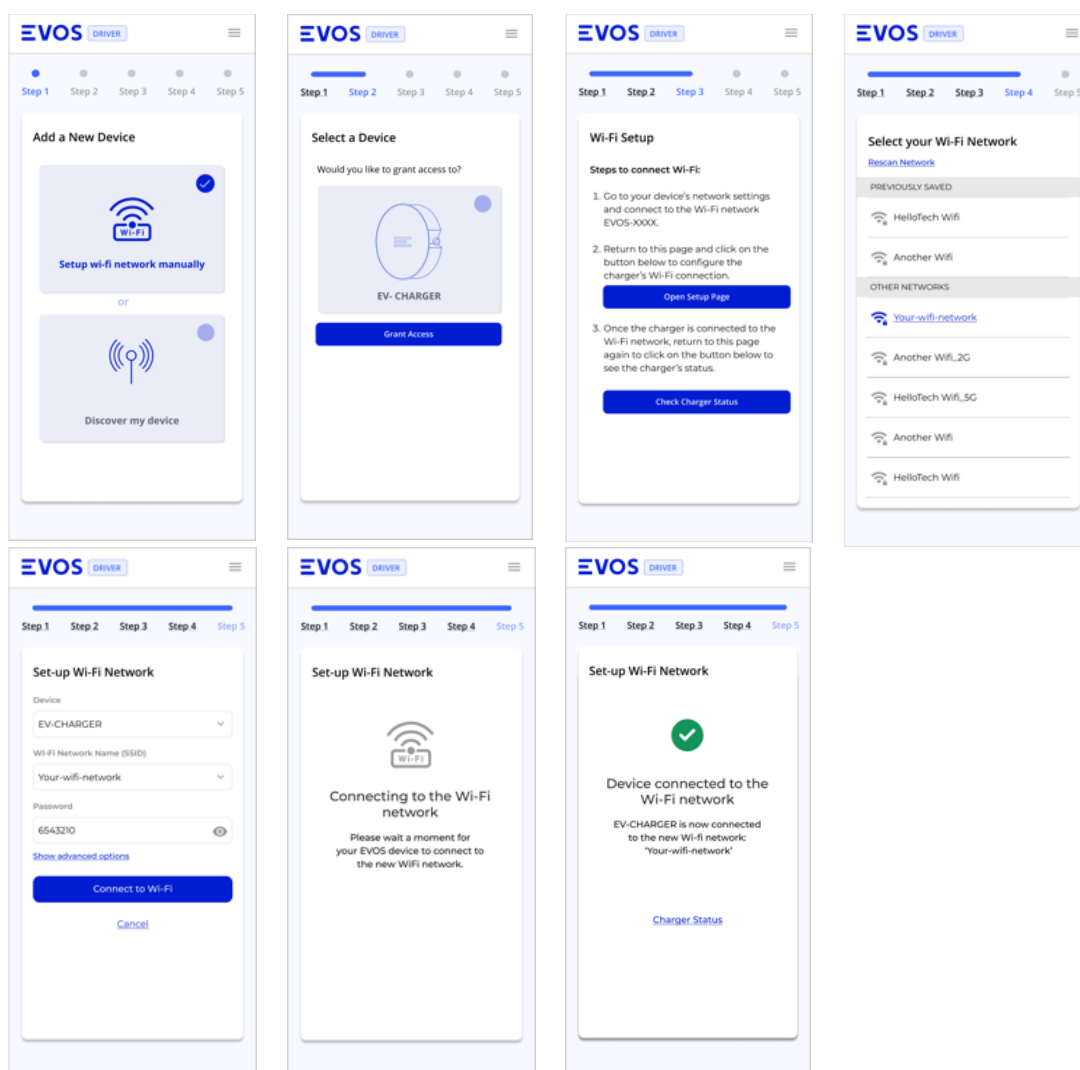 EVOS DRIVER
Step 1 Step 2 Step 3 Step 4 Step 5
Add a New Device
Wi-Fi
Setup wi-fi network manually
or
Discover my device
EVOS DRIVER
Step 1 Step 2 Step 3 Step 4 Step 5
Select a Device
Would you like to grant access to?
EV- CHARGER
Grant Access
EVOS DRIVER
Step 1 Step 2 Step 3 Step 4 Step 5
Wi-Fi Setup
Steps to connect Wi-Fi:
1. Go to your device's network settings
and connect to the Wi-Fi network
EVOS-XXXX.
2. Return to this page and click on the
button below to configure the
charger's Wi-Fi connection.
Open Setup Page
3. Once the charger is connected to the
Wi-Fi network, return to this page
again to click on the button below to
see the charger's status.
Check Charger Status
EVOS DRIVER
Step 1 Step 2 Step 3 Step 4 Step 5
Select your Wi-Fi Network
Rescan Network
PREVIOUSLY SAVED
HelloTech Wifi
Another Wifi
OTHER NETWORKS
Your-wifi-network
Another Wifi_2G
HelloTech Wifi_5G
Another Wifi
HelloTech Wifi
EVOS DRIVER
Step 1 Step 2 Step 3 Step 4 Step 5
Set-up Wi-Fi Network
Device
EV-CHARGER
Wi-Fi Network Name (SSID)
Your-wifi-network
Password
6543210
Show advanced options
Connect to Wi-Fi
Cancel
EVOS DRIVER
Step 1 Step 2 Step 3 Step 4 Step 5
Set-up Wi-Fi Network
Wi-Fi
Connecting to the Wi-Fi
network
Please wait a moment for
your EVOS device to connect to
the new WiFi network.
EVOS DRIVER
Step 1 Step 2 Step 3 Step 4 Step 5
Set-up Wi-Fi Network
Device connected to the
Wi-Fi network
EV-CHARGER is now connected
to the new Wi-fi network:
'Your-wifi-network'
Charger Status